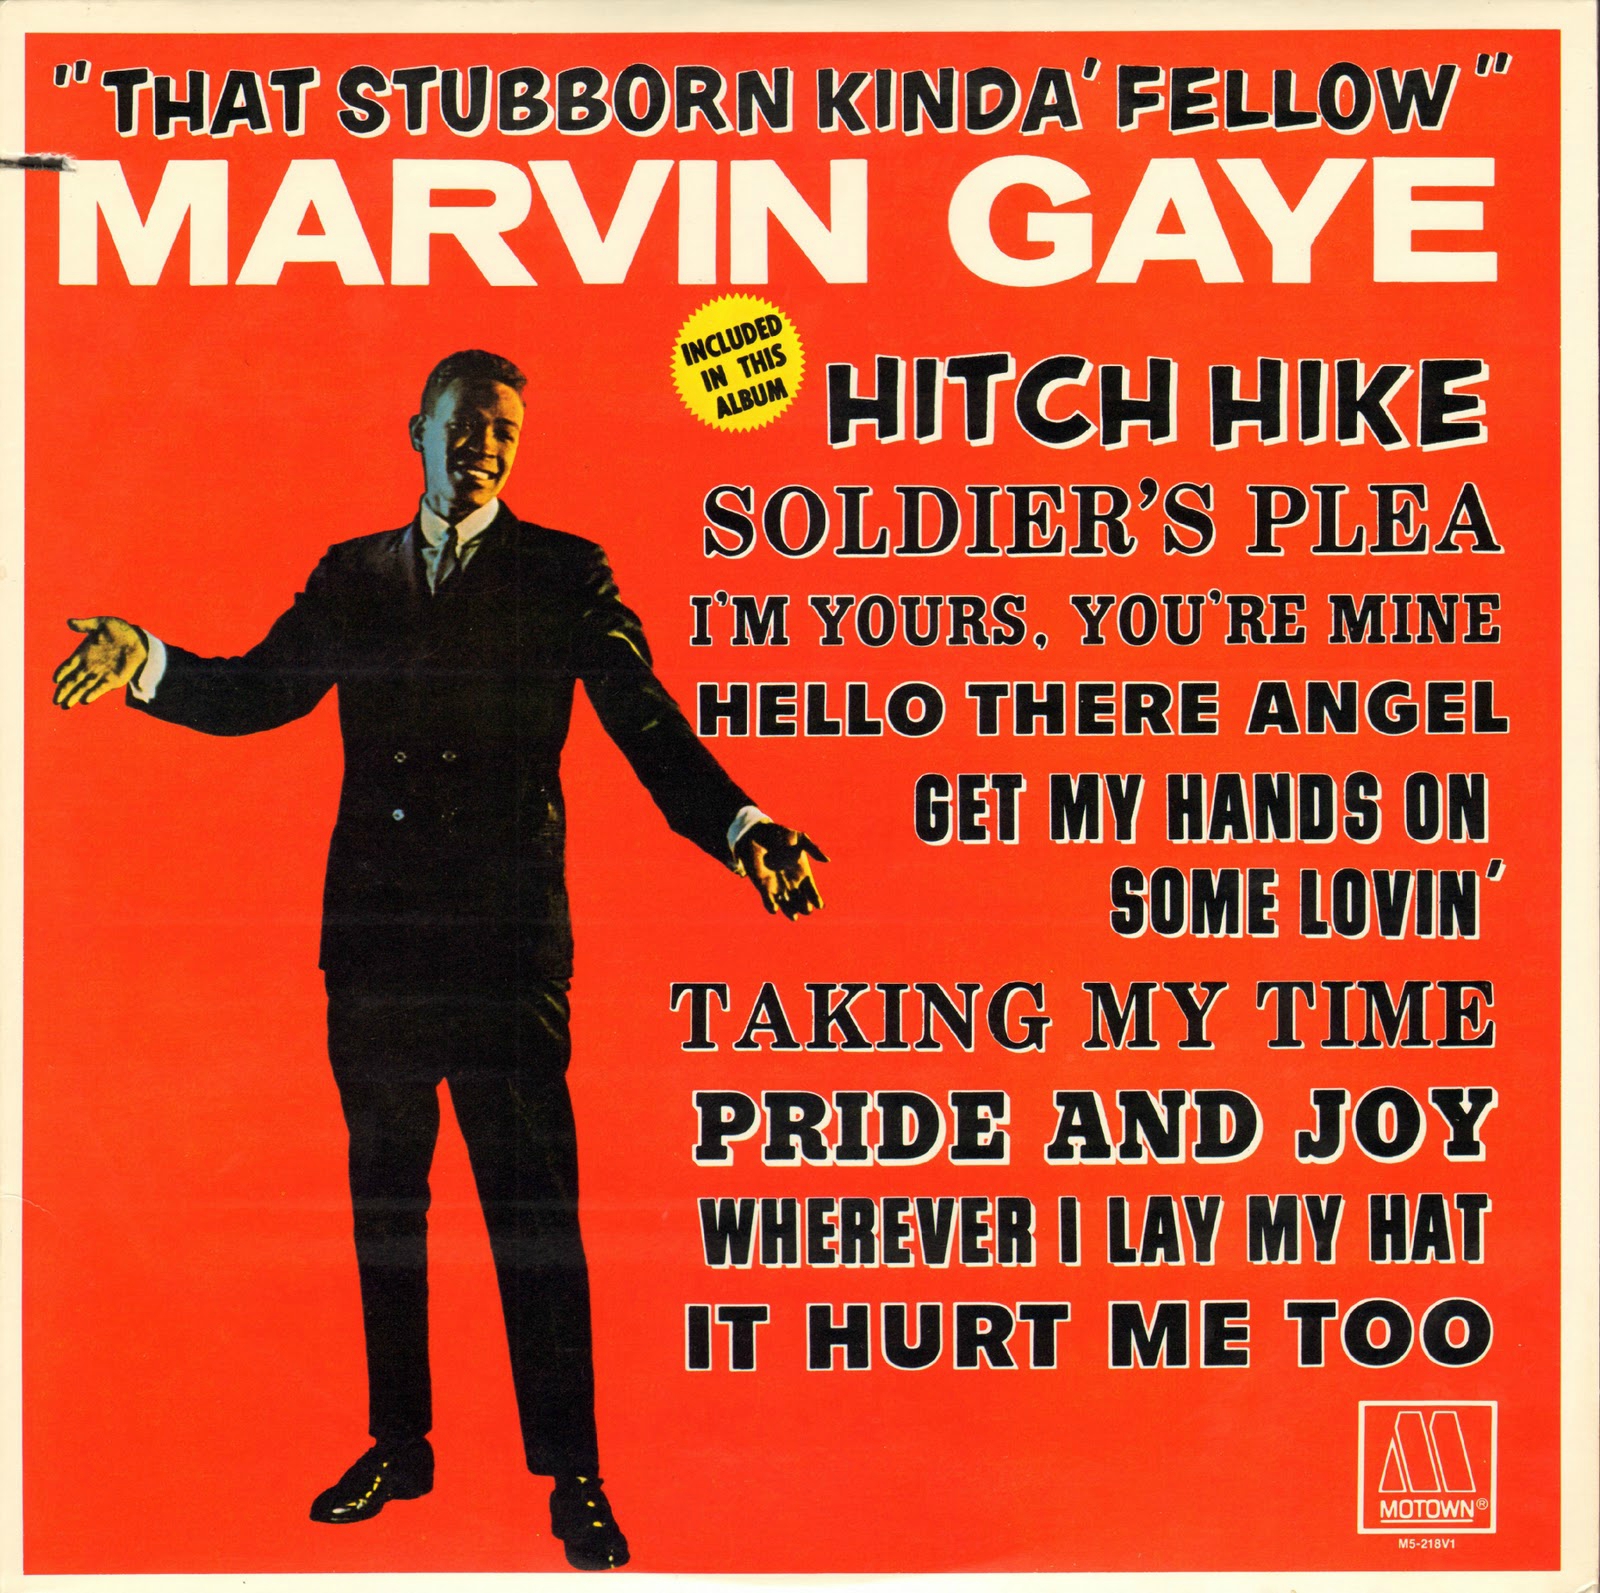 "THAT STUBBORN KINDA' FELLOW"
MARVIN GAYE
INCLUDED
IN THIS
ALBUM
HITCH HIKE
SOLDIER'S PLEA
I'M YOURS, YOU'RE MINE
HELLO THERE ANGEL
GET MY HANDS ON
SOME LOVIN'
TAKING MY TIME
PRIDE AND JOY
WHEREVER I LAY MY HAT
IT HURT ME TOO
MOTOWN®
M5-218V1